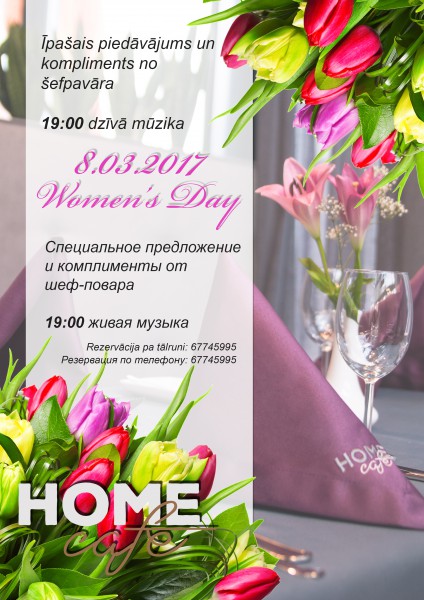 Īpašais piedāvājums un
kompliments no
šefpavāra
19:00 dzīvā mūzika
8.03.2017
Women's Day
Специальное предложение
и комплименты от
шеф-повара
19:00 живая музыка
Rezervācija pa tālruni: 67745995
Резервация по телефону: 67745995
HOME
cafe
HOME
cafe